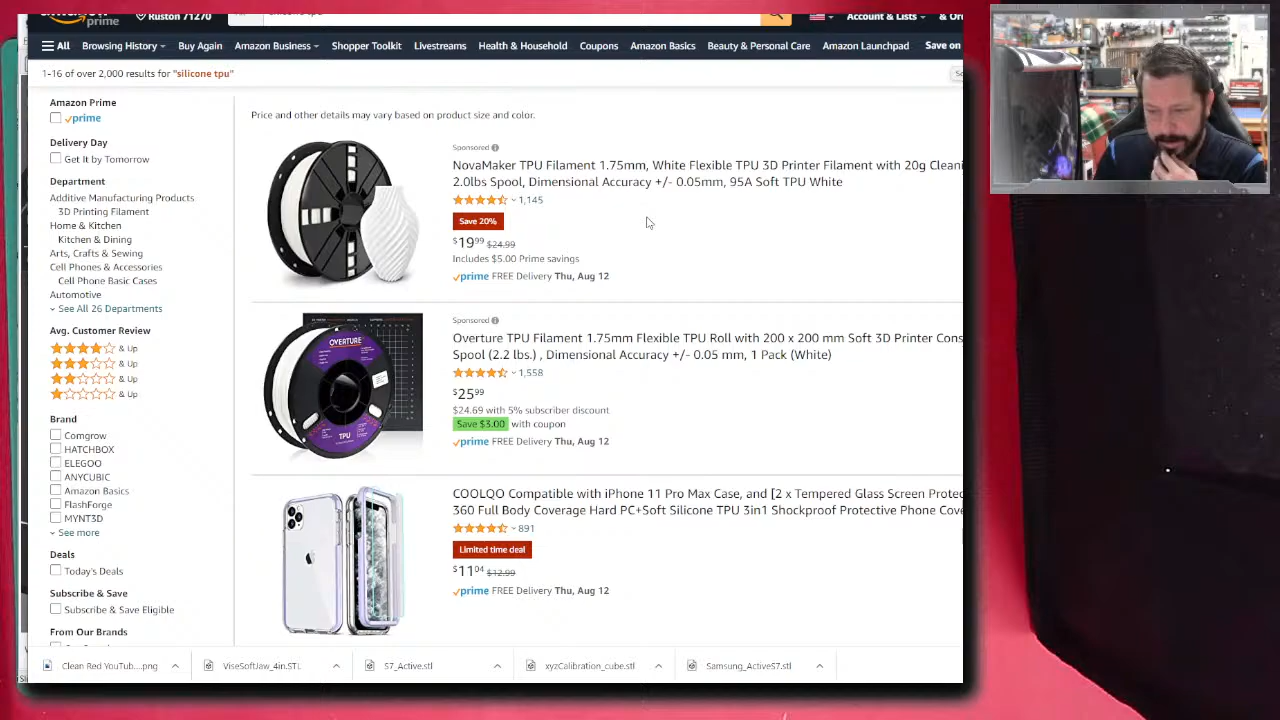 prime
Ruston 71270
Account & Lists
& Or
All Browsing History Buy Again Amazon Business Shopper Toolkit Livestreams Health & Household Coupons Amazon Basics Beauty & Personal Care Amazon Launchpad Save on
1-16 of over 2,000 results for "silicone tpu"
Amazon Prime
prime
Delivery Day
Get It by Tomorrow
Department
Additive Manufacturing Products
3D Printing Filament
Home & Kitchen
Kitchen & Dining
Arts, Crafts & Sewing
Cell Phones & Accessories
Cell Phone Basic Cases
Automotive
See All 26 Departments
Avg. Customer Review
& Up
& Up
& Up
& Up
Brand
Comgrow
HATCHBOX
ELEGOO
ANYCUBIC
Amazon Basics
FlashForge
MYNT3D
See more
Deals
Today's Deals
Subscribe & Save
Subscribe & Save Eligible
From Our Brands
Price and other details may vary based on product size and color.
Sponsored
NovaMaker TPU Filament 1.75mm, White Flexible TPU 3D Printer Filament with 20g Cleani
2.0lbs Spool, Dimensional Accuracy +/- 0.05mm, 95A Soft TPU White
1,145
Save 20%
$19.99 $24.99
Includes $5.00 Prime savings
prime FREE Delivery Thu, Aug 12
OVERTURE
TPU
Sponsored
Overture TPU Filament 1.75mm Flexible TPU Roll with 200 x 200 mm Soft 3D Printer Cons
Spool (2.2 lbs.) , Dimensional Accuracy +/- 0.05 mm, 1 Pack (White)
1,558
$25.99
$24.69 with 5% subscriber discount
Save $3.00 with coupon
prime FREE Delivery Thu, Aug 12
COOLQO Compatible with iPhone 11 Pro Max Case, and [2 x Tempered Glass Screen Protec
360 Full Body Coverage Hard PC+Soft Silicone TPU 3in1 Shockproof Protective Phone Cove
891
Limited time deal
$11.04 $12.99
prime FREE Delivery Thu, Aug 12
Clean Red YouTub....png
ViseSoftJaw_4in.STL
S7_Active.stl
xyzCalibration_cube.stl
Samsung_ActiveS7.stl